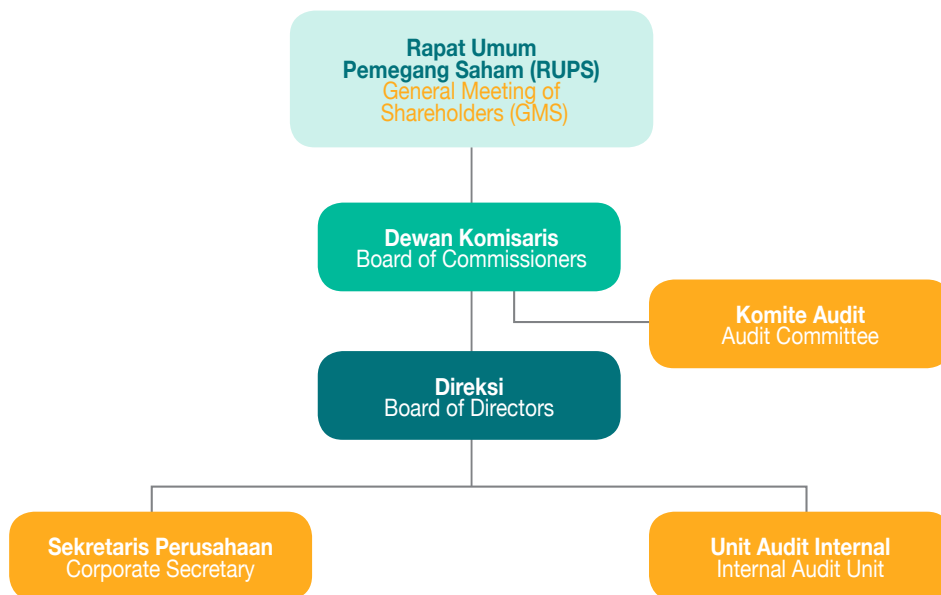 Rapat Umum
Pemegang Saham (RUPS)
General Meeting of
Shareholders (GMS)
Dewan Komisaris
Board of Commissioners
Komite Audit
Audit Committee
Direksi
Board of Directors
Sekretaris Perusahaan
Corporate Secretary
Unit Audit Internal
Internal Audit Unit